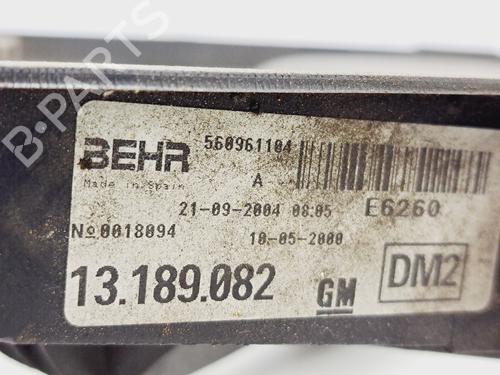 B-PARTS
BEHR 560961104
Made in Spain A
21-09-2004 08:05 E6260
No0018094 10-05-2000
13.189.082 GM DM2